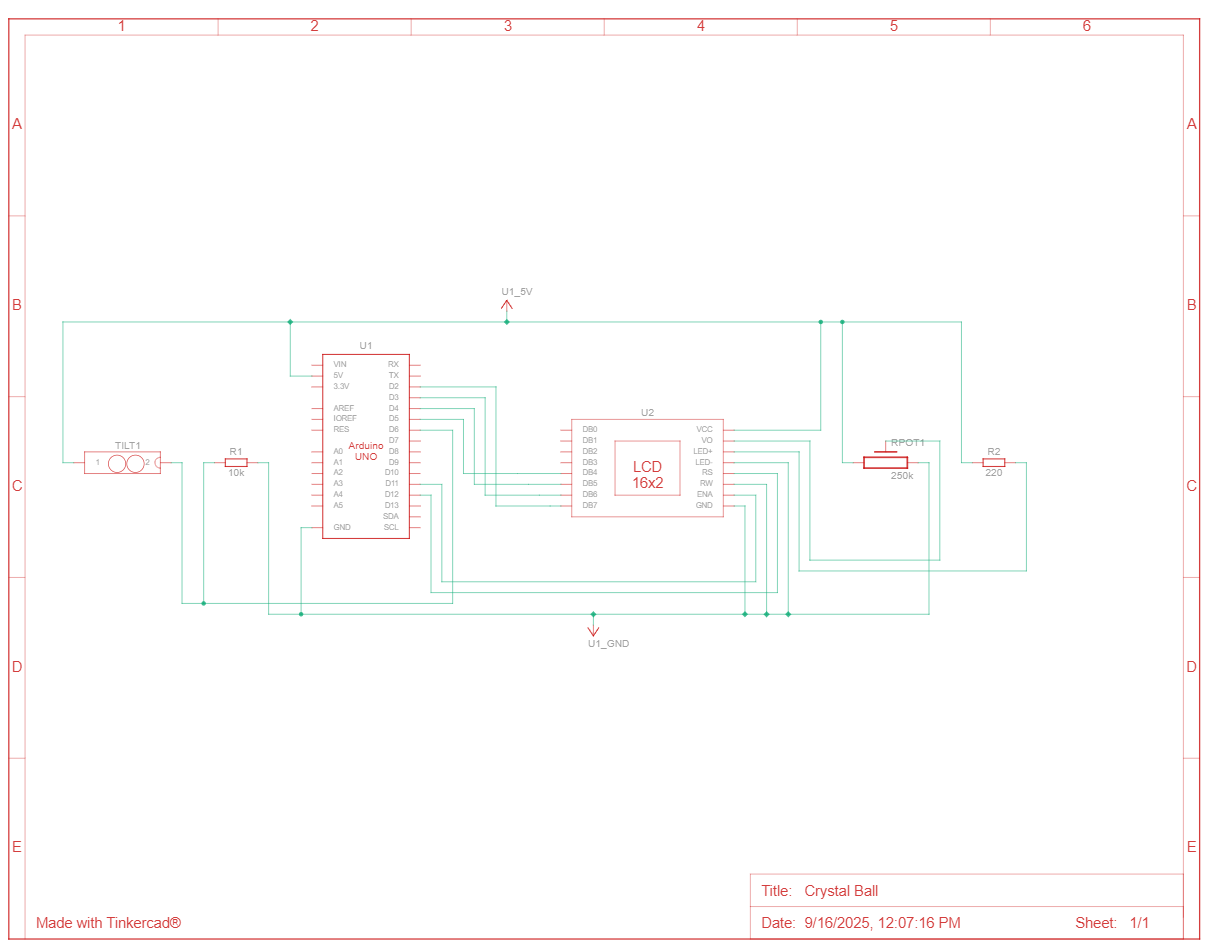 1 2 3 4 5 6
A A
U1_5V
B B
U1
VIN RX
5V TX
3.3V D2
D3
AREF D4
IOREF D5
RES D6
D7
A0 D8
A1 D9
A2 D10
A3 D11
A4 D12
A5 D13
SDA
GND SCL
Arduino
UNO
U2
DB0 VCC
DB1 VO
DB2 LED+
DB3 LED-
DB4 RS
DB5 RW
DB6 ENA
DB7 GND
LCD
16x2
TILT1
1 2
R1
10k
RPOT1
250k
R2
220
C C
U1_GND
D D
E E
Title: Crystal Ball
Made with Tinkercad®
Date: 9/16/2025, 12:07:16 PM Sheet: 1/1